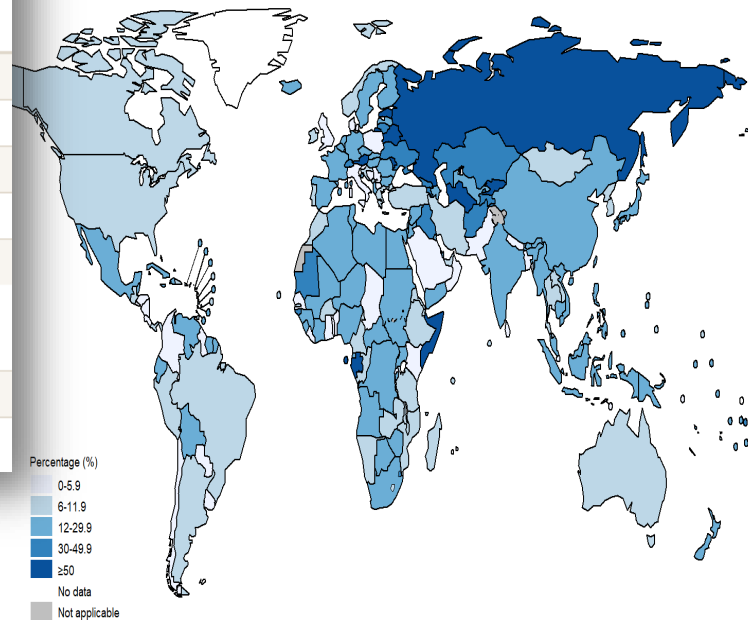 Percentage (%)
0-5.9
6-11.9
12-29.9
30-49.9
≥50
No data
Not applicable